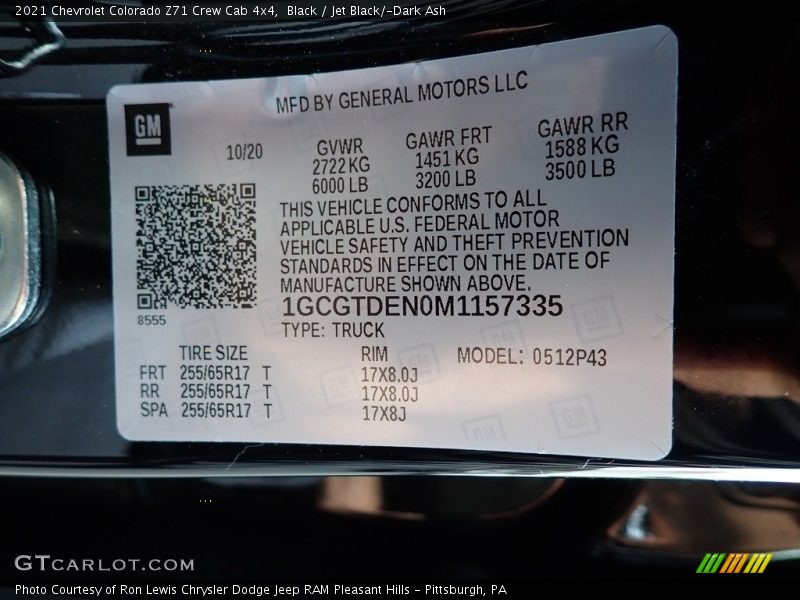 2021 Chevrolet Colorado Z71 Crew Cab 4x4, Black / Jet Black/-Dark Ash
MFD BY GENERAL MOTORS LLC
GM
10/20
GVWR GAWR FRT GAWR RR
2722 KG 1451 KG 1588 KG
6000 LB 3200 LB 3500 LB
THIS VEHICLE CONFORMS TO ALL
APPLICABLE U.S. FEDERAL MOTOR
VEHICLE SAFETY AND THEFT PREVENTION
STANDARDS IN EFFECT ON THE DATE OF
MANUFACTURE SHOWN ABOVE.
1GCGTDEN0M1157335
8555
TYPE: TRUCK
TIRE SIZE RIM MODEL: 0512P43
FRT 255/65R17 T 17X8.0J
RR 255/65R17 T 17X8.0J
SPA 255/65R17 T 17X8J
GTCARLOT.COM
Photo Courtesy of Ron Lewis Chrysler Dodge Jeep RAM Pleasant Hills - Pittsburgh, PA